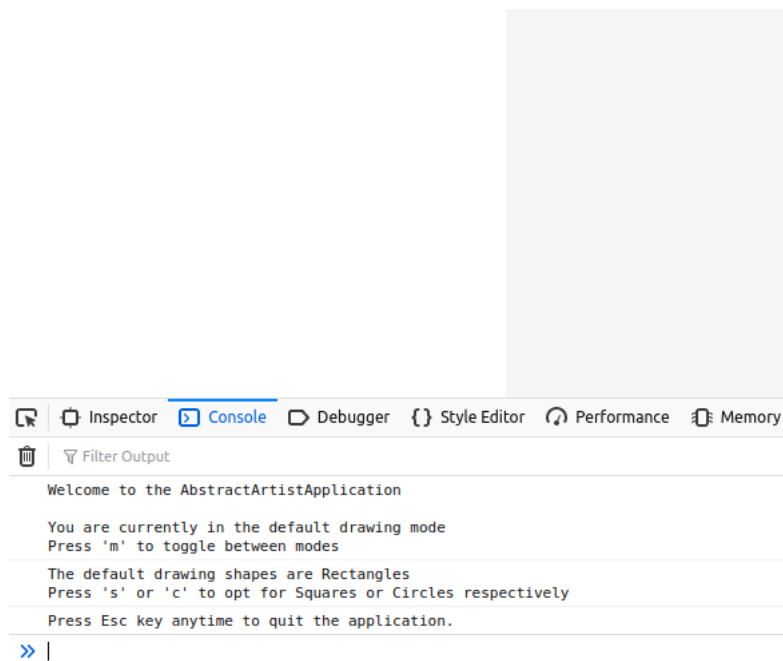 Inspector Console Debugger {} Style Editor Performance Memory
Filter Output
Welcome to the AbstractArtistApplication
You are currently in the default drawing mode
Press 'm' to toggle between modes
The default drawing shapes are Rectangles
Press 's' or 'c' to opt for Squares or Circles respectively
Press Esc key anytime to quit the application.